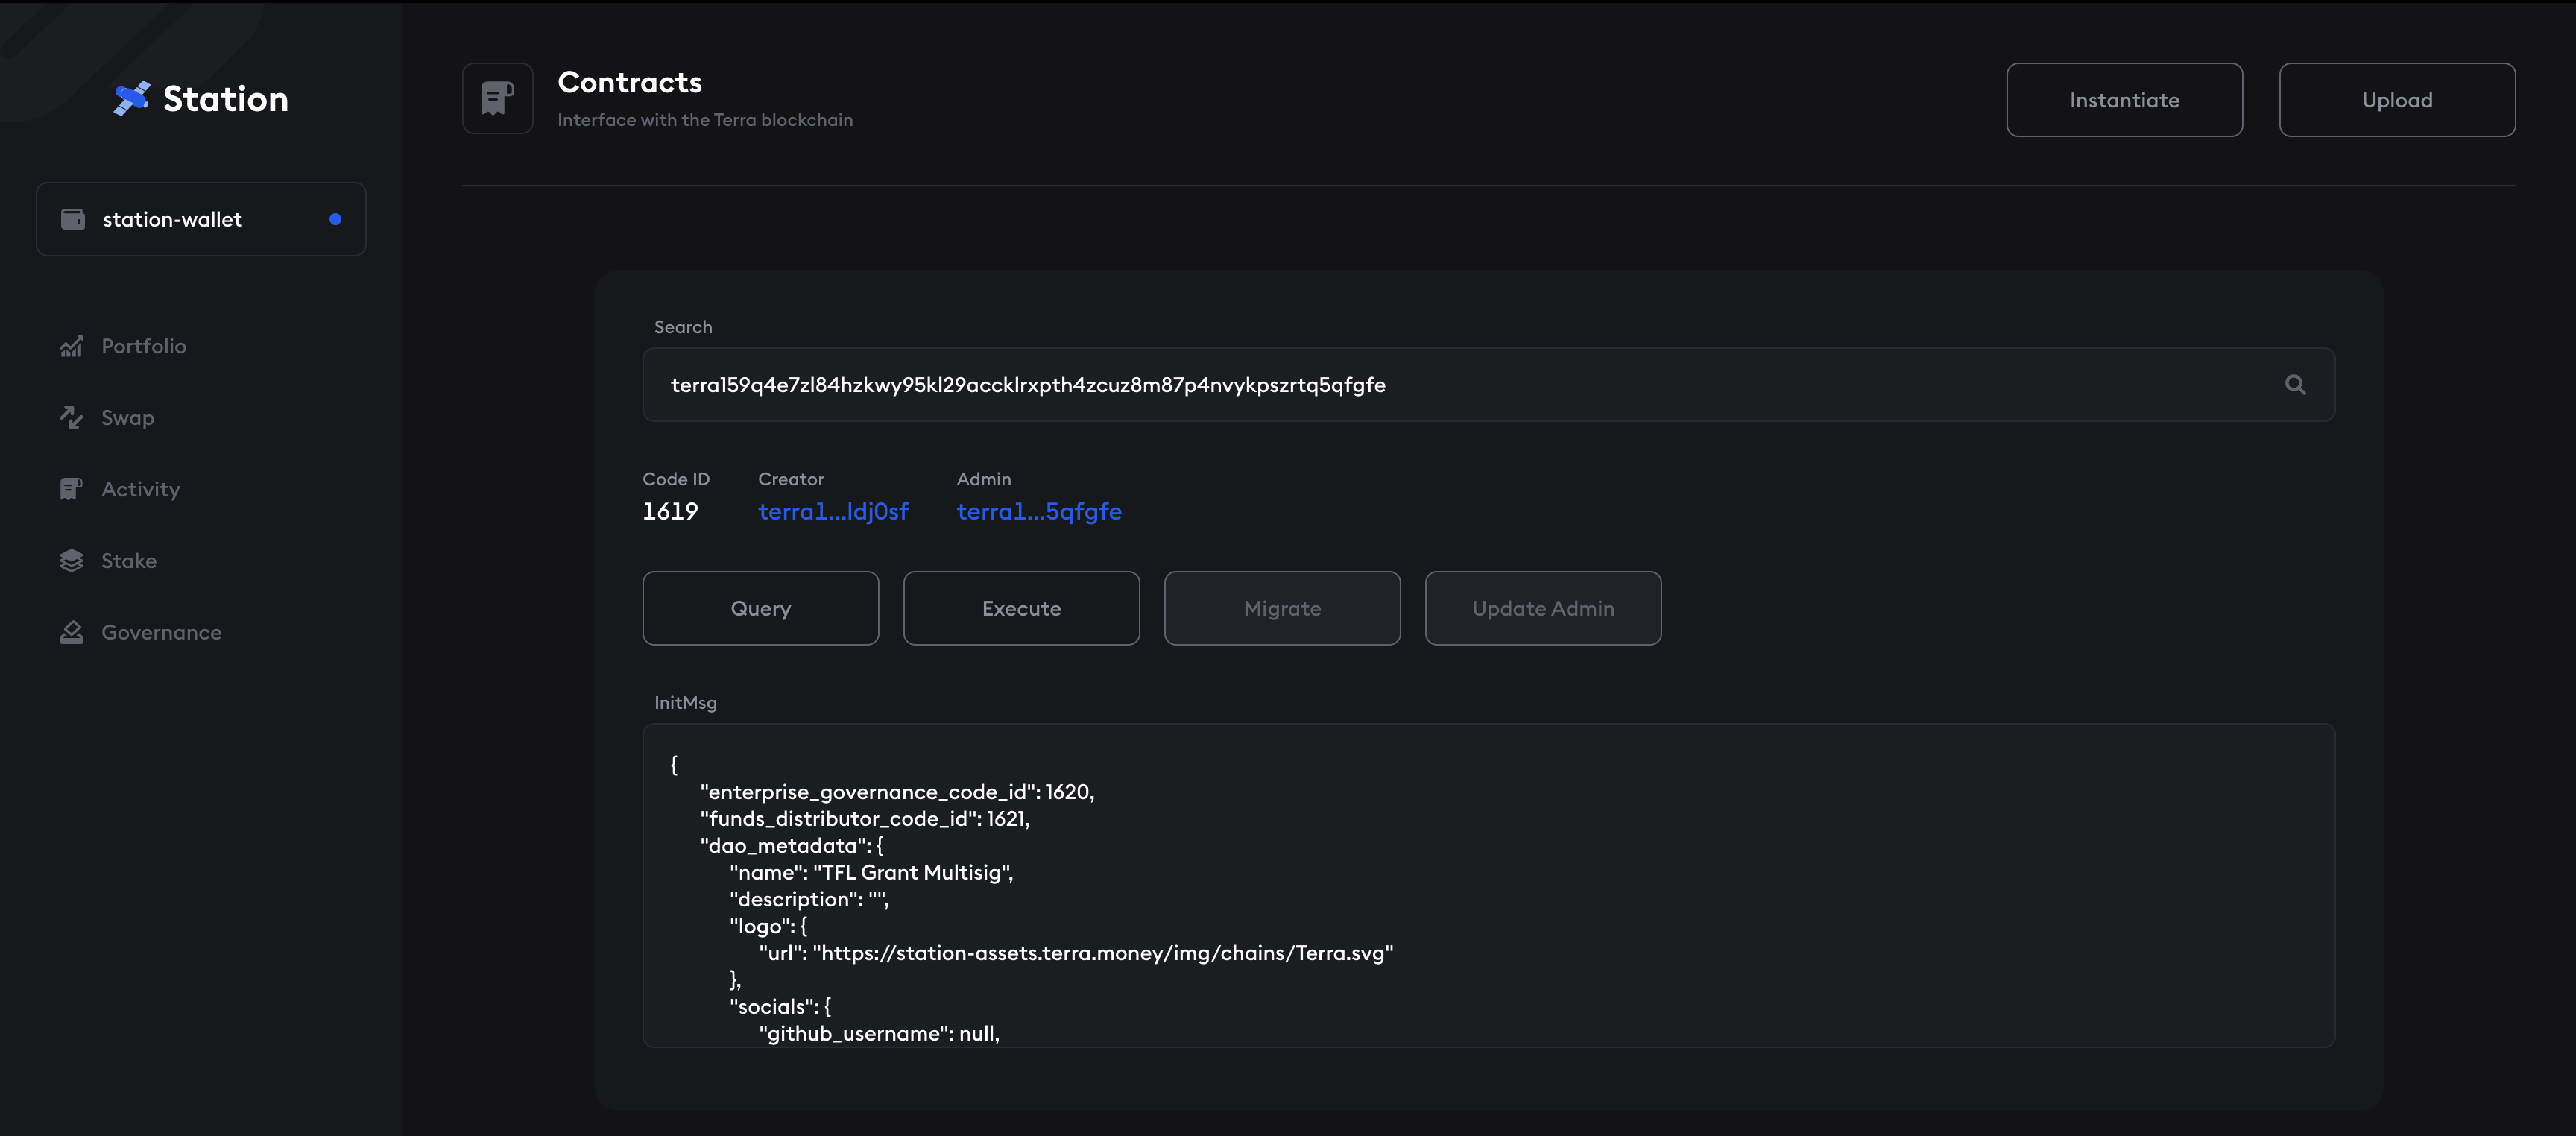 Station
station-wallet
Portfolio
Swap
Activity
Stake
Governance
Contracts
Interface with the Terra blockchain
Instantiate
Upload
Search
terra159q4e7zl84hzkwy95kl29accklrxpth4zcuz8m87p4nvykpszrtq5qfgfe
Code ID
1619
Creator
terra1...ldj0sf
Admin
terra1...5qfgfe
Query
Execute
Migrate
Update Admin
InitMsg
{
"enterprise_governance_code_id": 1620,
"funds_distributor_code_id": 1621,
"dao_metadata": {
"name": "TFL Grant Multisig",
"description": "",
"logo": {
"url": "https://station-assets.terra.money/img/chains/Terra.svg"
},
"socials": {
"github_username": null,